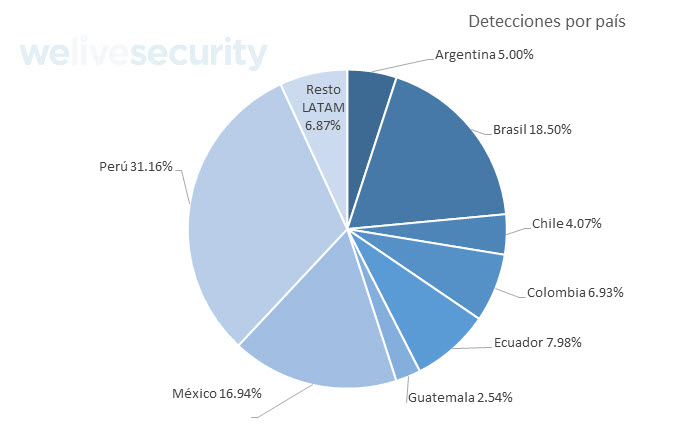 Detecciones por país
welivesecurity
Argentina 5.00%
Resto
LATAM
6.87%
Brasil 18.50%
Perú 31.16%
Chile 4.07%
Colombia 6.93%
Ecuador 7.98%
México 16.94%
Guatemala 2.54%